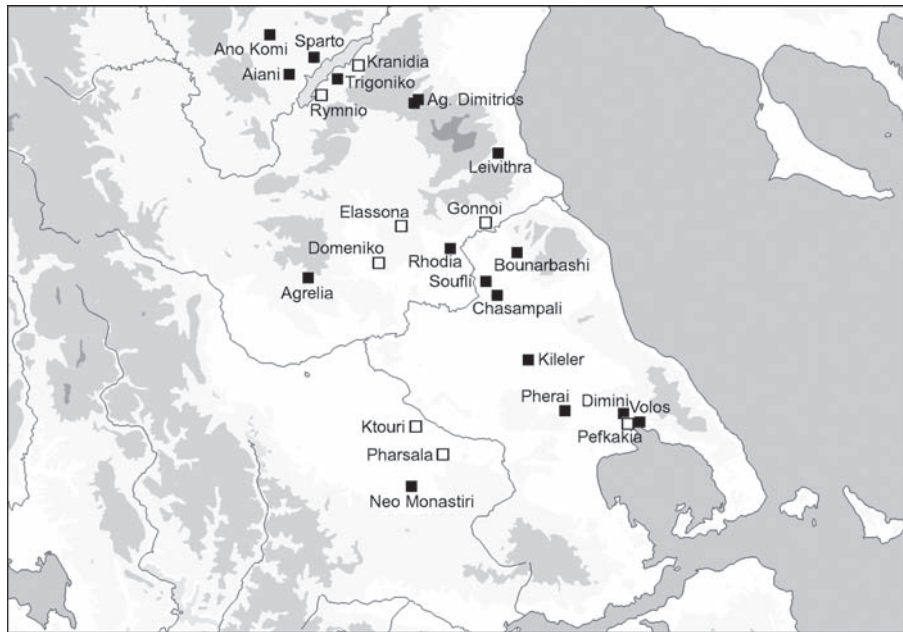 Sparto
Ano Komi
Kranidia
Aiani
Trigoniko
Rymnio
Ag. Dimitrios
Leivithra
Elassona
Gonnoi
Domeniko
Rhodia
Bounarbashi
Soufli
Agrelia
Chasampali
Kileler
Pherai
Dimini
Volos
Ktouri
Pefkakia
Pharsala
Neo Monastiri